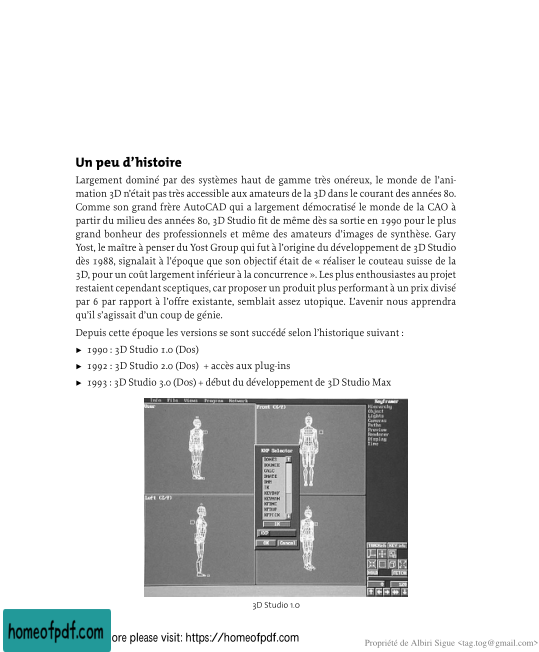 Un peu d'histoire
Largement dominé par des systèmes haut de gamme très onéreux, le monde de l'ani-
mation 3D n'était pas très accessible aux amateurs de la 3D dans le courant des années 80.
Comme son grand frère AutoCAD qui a largement démocratisé le monde de la CAO à
partir du milieu des années 80, 3D Studio fit de même dès sa sortie en 1990 pour le plus
grand bonheur des professionnels et même des amateurs d'images de synthèse. Gary
Yost, le maître à penser du Yost Group qui fut à l'origine du développement de 3D Studio
dès 1988, signalait à l'époque que son objectif était de « réaliser le couteau suisse de la
3D, pour un coût largement inférieur à la concurrence ». Les plus enthousiastes au projet
restaient cependant sceptiques, car proposer un produit plus performant à un prix divisé
par 6 par rapport à l'offre existante, semblait assez utopique. L'avenir nous apprendra
qu'il s'agissait d'un coup de génie.
Depuis cette époque les versions se sont succédé selon l'historique suivant :
► 1990 : 3D Studio 1.0 (Dos)
► 1992 : 3D Studio 2.0 (Dos) + accès aux plug-ins
► 1993 : 3D Studio 3.0 (Dos) + début du développement de 3D Studio Max
Info File Views Program Network
Keyframer
User
Front (Z/X)
Hierarchy
Object
Lights
Cameras
Paths
Preview
Renderer
Display
Time
KXP Selector
BONES
BOUNCE
CALC
IK
Left (Z/Y)
OK
OK Cancel
HOLD FETCH
3D Studio 1.0
homeofpdf.com
ore please visit: https://homeofpdf.com
Propriété de Albiri Sigue <tag.tog@gmail.com>